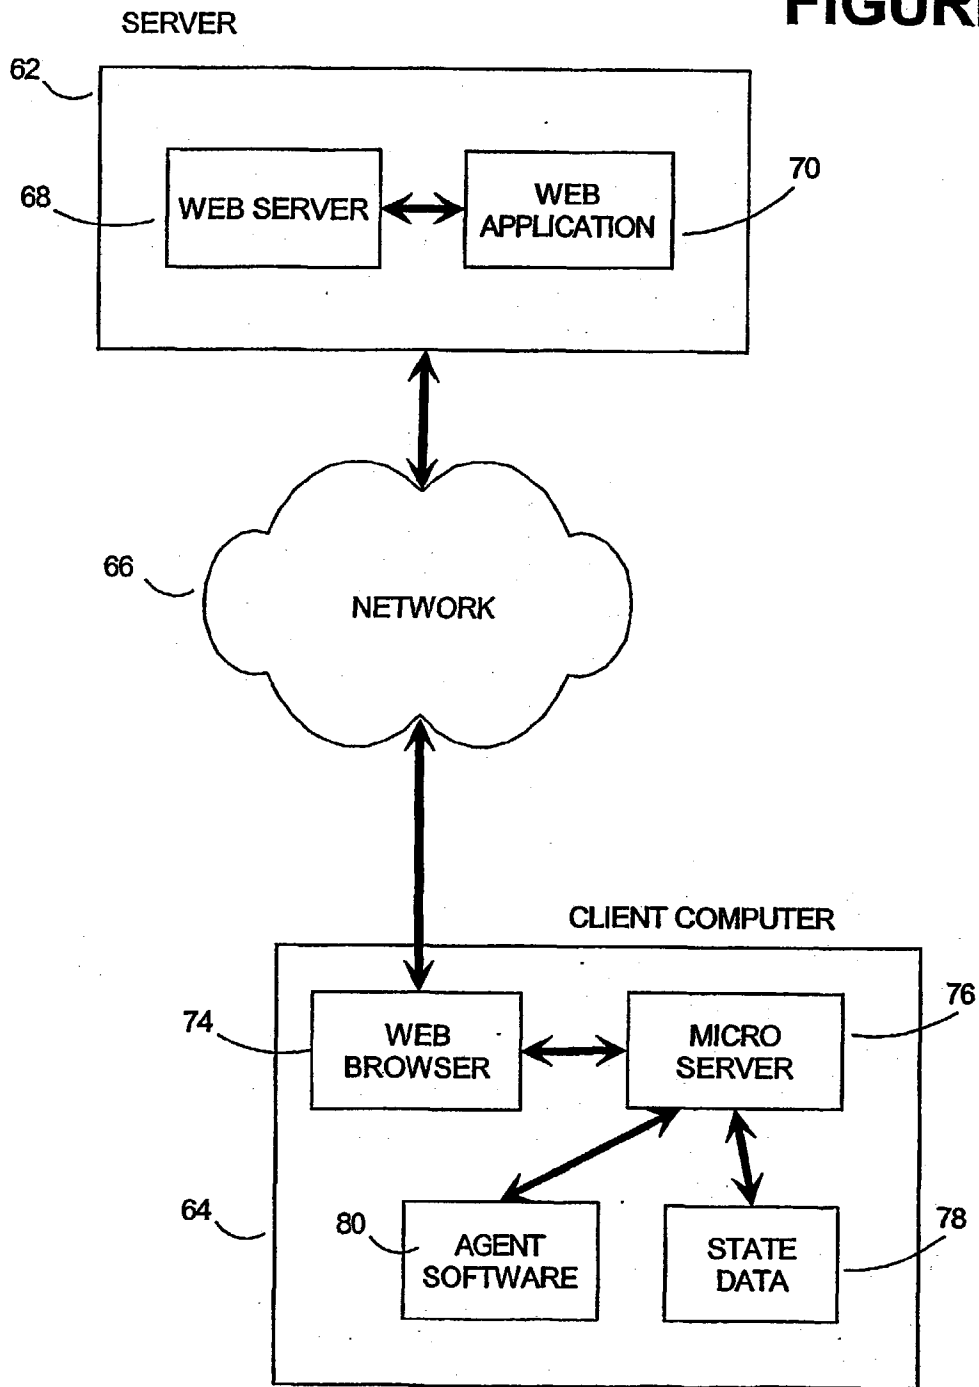 SERVER
62
68
WEB SERVER
WEB
APPLICATION
70
66
NETWORK
CLIENT COMPUTER
74
WEB
BROWSER
MICRO
SERVER
76
64
80
AGENT
SOFTWARE
STATE
DATA
78